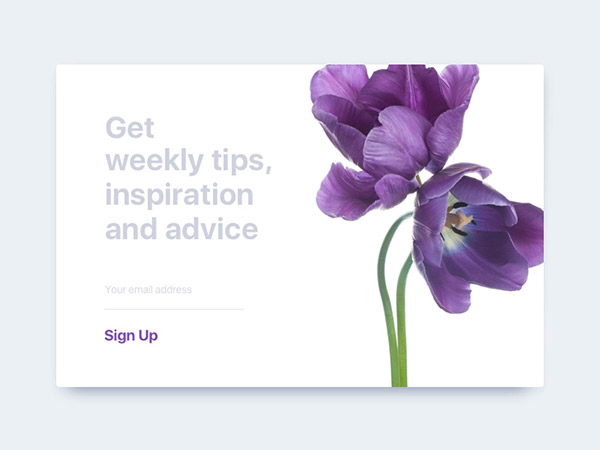 Get
weekly tips,
inspiration
and advice
Your email address
Sign Up